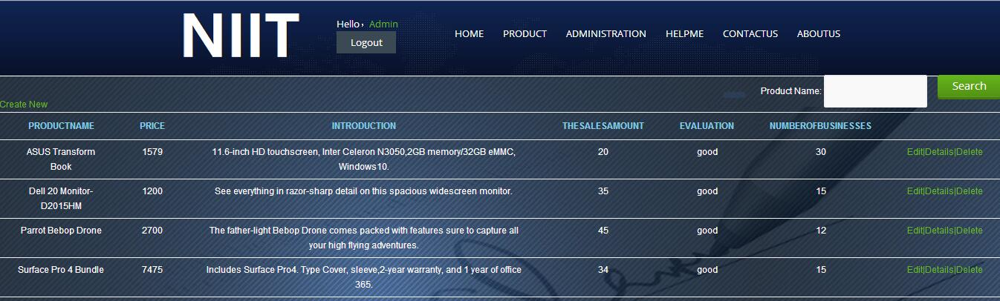 NIIT
Hello, Admin
Logout
HOME PRODUCT ADMINISTRATION HELPME CONTACTUS ABOUTUS
Product Name: Search
Create New
PRODUCTNAME PRICE INTRODUCTION THESALESAMOUNT EVALUATION NUMBEROFBUSINESSES
ASUS Transform 1579 11.6-inch HD touchscreen, Inter Celeron N3050,2GB memory/32GB eMMC, 20 good 30 Edit|Details|Delete
Book Windows10.
Dell 20 Monitor- 1200 See everything in razor-sharp detail on this spacious widescreen monitor. 35 good 15 Edit|Details|Delete
D2015HM
Parrot Bebop Drone 2700 The father-light Bebop Drone comes packed with features sure to capture all 45 good 12 Edit|Details|Delete
your high flying adventures.
Surface Pro 4 Bundle 7475 Includes Surface Pro4. Type Cover, sleeve,2-year warranty, and 1 year of office 34 good 15 Edit|Details|Delete
365.